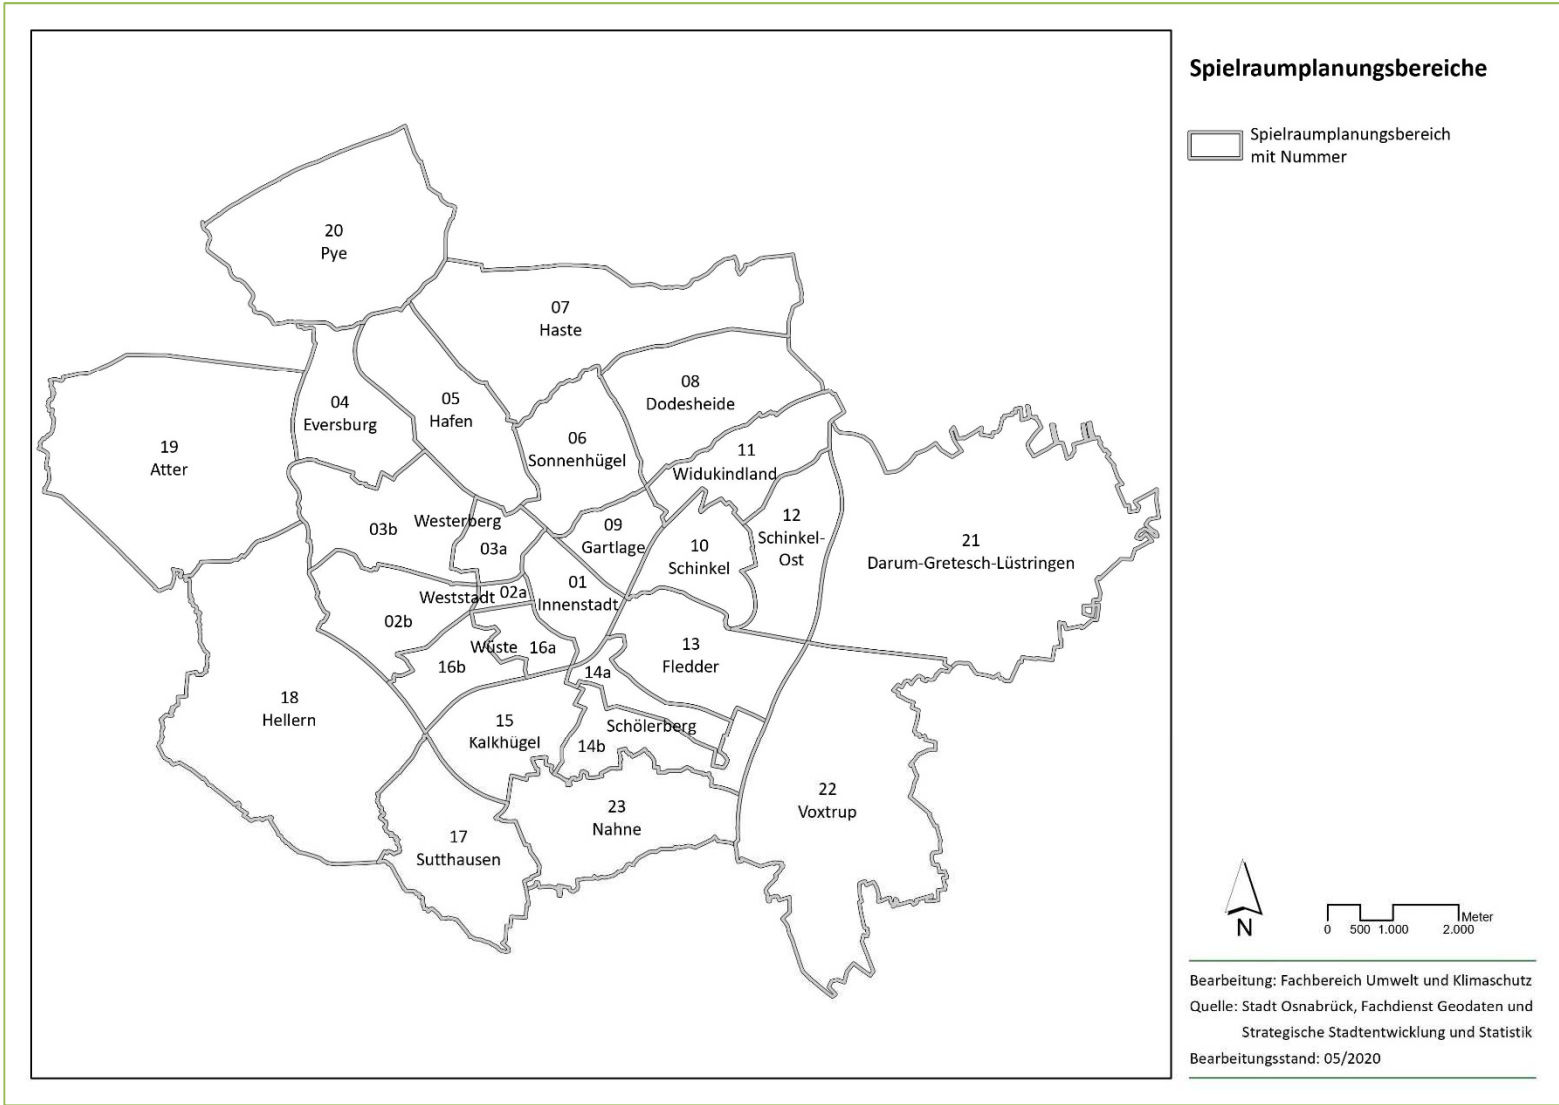 Spielraumplanungsbereiche
Spielraumplanungsbereich
mit Nummer
20
Pye
07
Haste
08
Dodesheide
04
Eversburg
05
Hafen
06
Sonnenhügel
19
Atter
11
Widukindland
03b
Westerberg
03a
09
Gartlage
10
Schinkel
12
Schinkel-
Ost
21
Darum-Gretesch-Lüstringen
01
Innenstadt
Weststadt
02a
02b
Wüste
16a
16b
13
Fledder
14a
18
Hellern
15
Kalkhügel
Schölerberg
14b
23
Nahne
22
Voxtrup
17
Sutthausen
N
Meter
0 500 1.000 2.000
Bearbeitung: Fachbereich Umwelt und Klimaschutz
Quelle: Stadt Osnabrück, Fachdienst Geodaten und
Strategische Stadtentwicklung und Statistik
Bearbeitungsstand: 05/2020